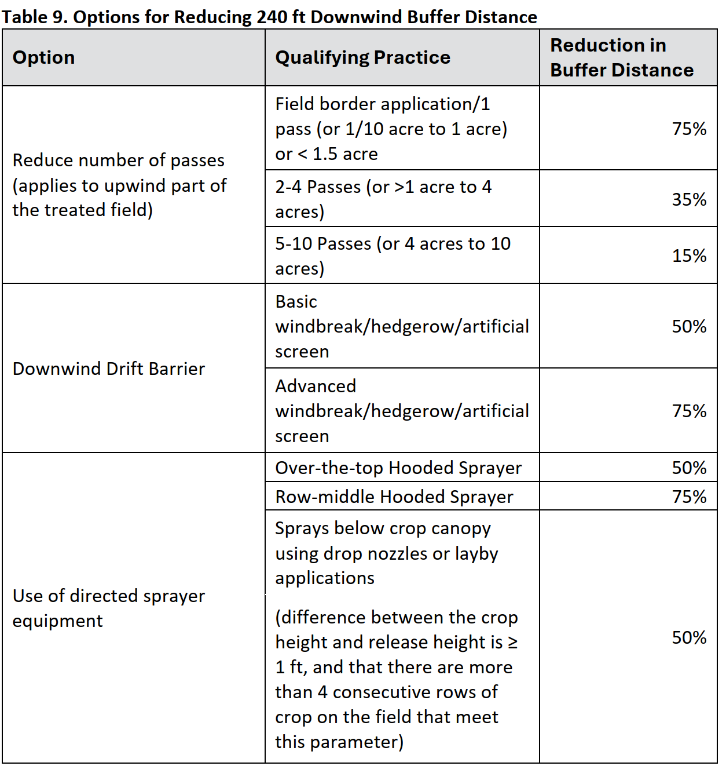 Table 9. Options for Reducing 240 ft Downwind Buffer Distance
Option
Qualifying Practice
Reduction in
Buffer Distance
Reduce number of passes
(applies to upwind part of
the treated field)
Field border application/1
pass (or 1/10 acre to 1 acre)
or < 1.5 acre
75%
2-4 Passes (or >1 acre to 4
acres)
35%
5-10 Passes (or 4 acres to 10
acres)
15%
Downwind Drift Barrier
Basic
windbreak/hedgerow/artificial
screen
50%
Advanced
windbreak/hedgerow/artificial
screen
75%
Use of directed sprayer
equipment
Over-the-top Hooded Sprayer
50%
Row-middle Hooded Sprayer
75%
Sprays below crop canopy
using drop nozzles or layby
applications
(difference between the crop
height and release height is ≥
1 ft, and that there are more
than 4 consecutive rows of
crop on the field that meet
this parameter)
50%